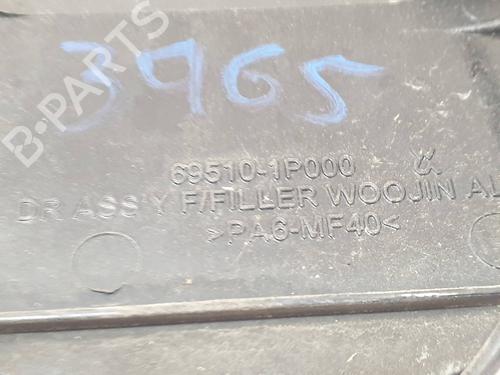 3965
B-PARTS
69510-1P000
DR ASS'Y F/FILLER WOOJIN AL
>PA6-MF40<